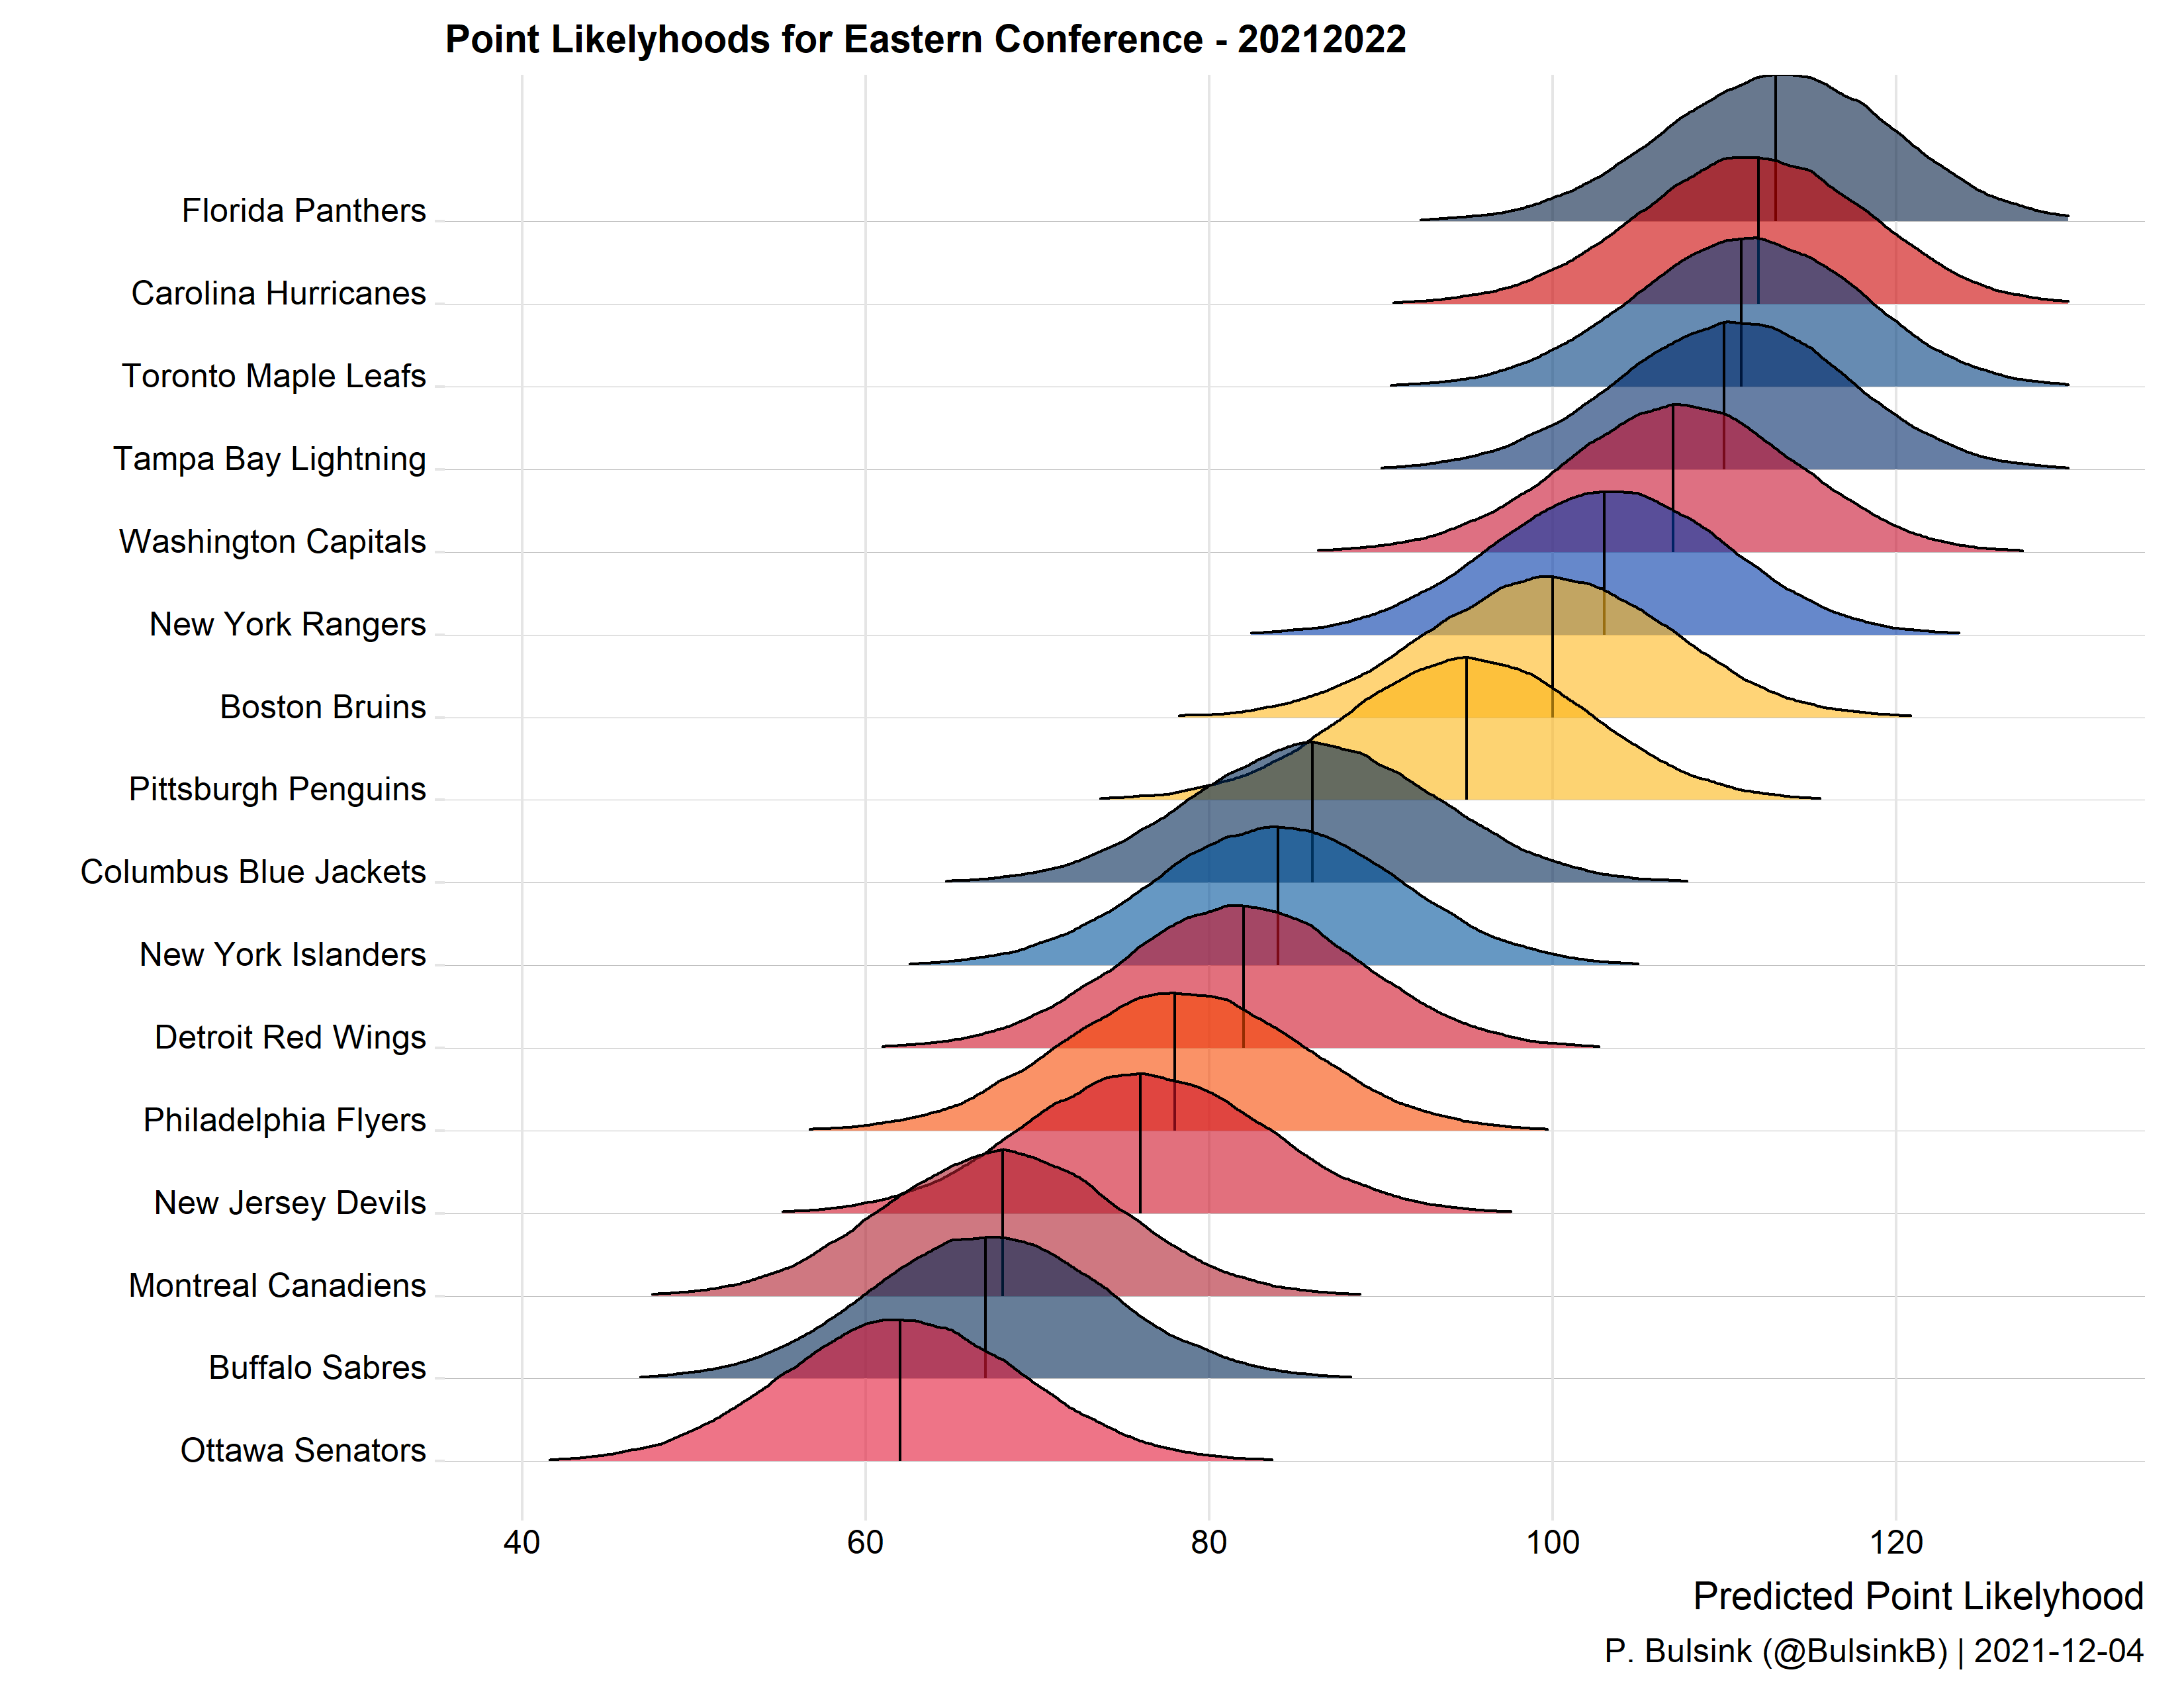 Point Likelyhoods for Eastern Conference - 20212022
Florida Panthers
Carolina Hurricanes
Toronto Maple Leafs
Tampa Bay Lightning
Washington Capitals
New York Rangers
Boston Bruins
Pittsburgh Penguins
Columbus Blue Jackets
New York Islanders
Detroit Red Wings
Philadelphia Flyers
New Jersey Devils
Montreal Canadiens
Buffalo Sabres
Ottawa Senators
40 60 80 100 120
Predicted Point Likelyhood
P. Bulsink (@BulsinkB) | 2021-12-04